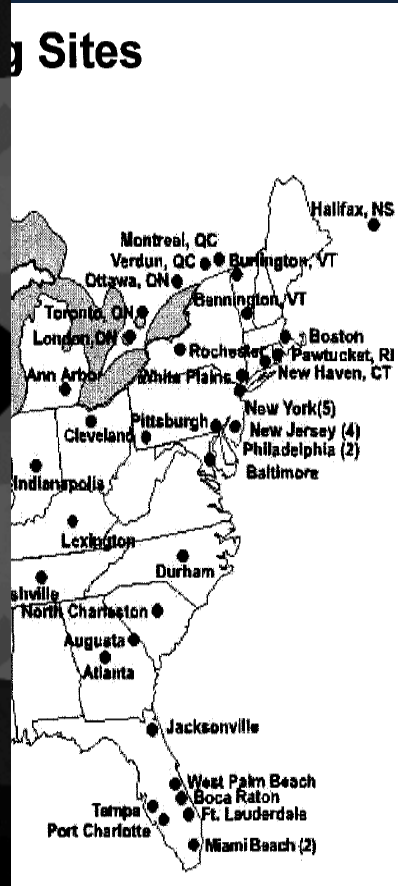 g Sites
Halifax, NS
Montreal, QC
Verdun, QC
Burlington, VT
Ottawa, ON
Bennington, VT
Toronto, ON
London, ON
Boston
Rochester
Pawtucket, RI
Ann Arbor
White Plains
New Haven, CT
New York(5)
Pittsburgh
New Jersey (4)
Cleveland
Philadelphia (2)
Baltimore
Indianapolis
Lexington
Durham
shville
North Charleston
Augusta
Atlanta
Jacksonville
West Palm Beach
Boca Raton
Tampa
Ft. Lauderdale
Port Charlotte
Miami Beach (2)